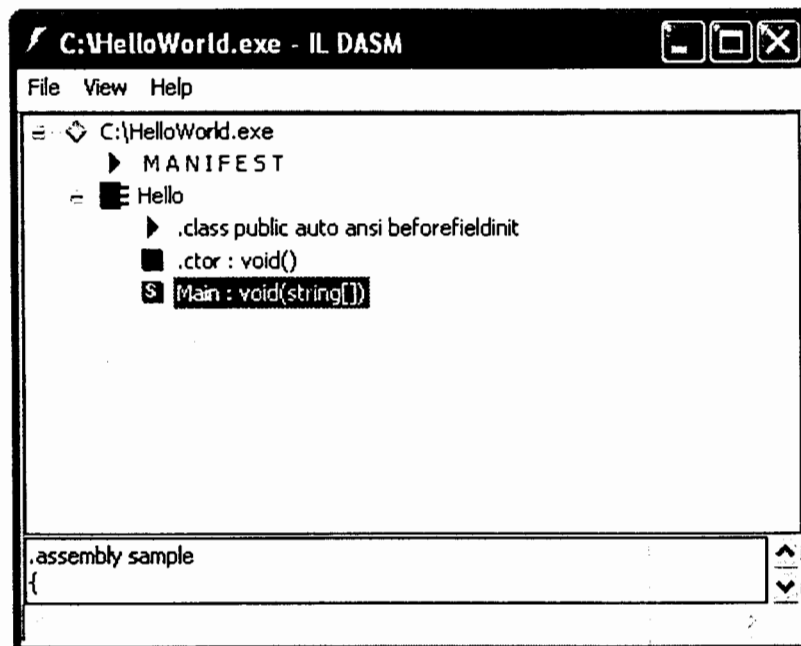 C:\HelloWorld.exe - IL DASM
File View Help
C:\HelloWorld.exe
MANIFEST
Hello
.class public auto ansi beforefieldinit
.ctor : void()
S Main : void(string[])
.assembly sample
{